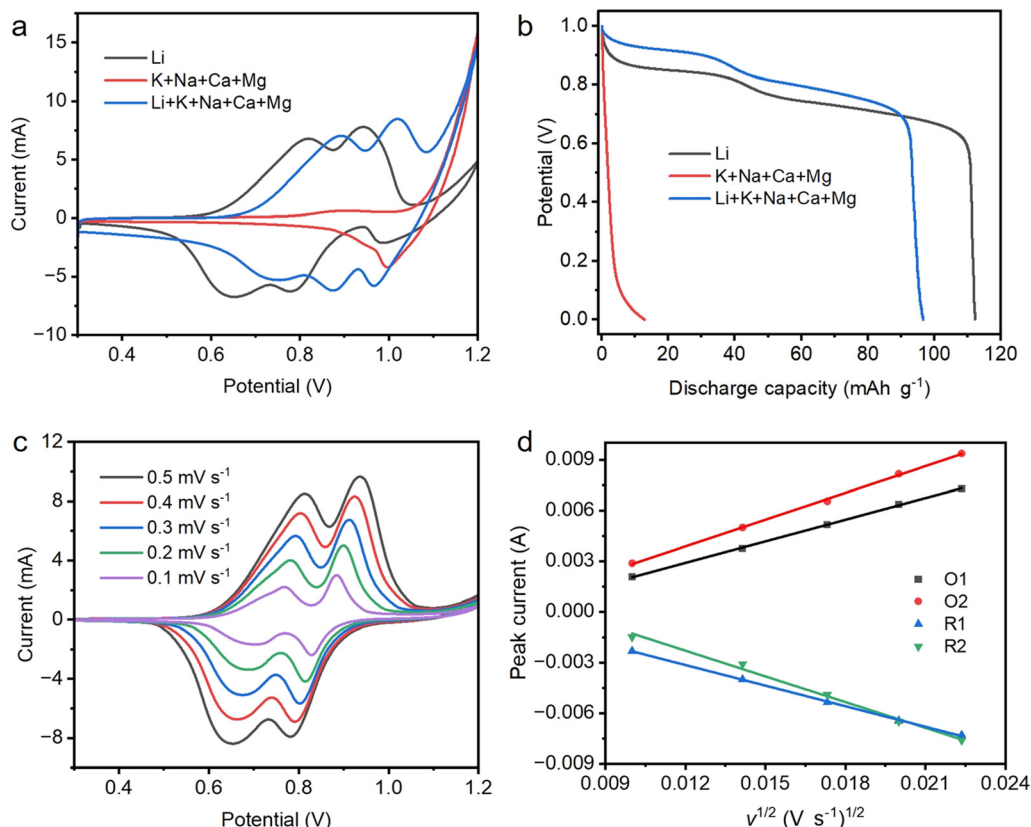 a
Current (mA)
15
10
5
0
−5
−10
0.4
0.6
0.8
1.0
1.2
Potential (V)
Li
K+Na+Ca+Mg
Li+K+Na+Ca+Mg
b
Potential (V)
1.0
0.8
0.6
0.4
0.2
0.0
0
20
40
60
80
100
120
Discharge capacity (mAh g⁻¹)
Li
K+Na+Ca+Mg
Li+K+Na+Ca+Mg
c
Current (mA)
12
8
4
0
−4
−8
0.4
0.6
0.8
1.0
1.2
Potential (V)
0.5 mV s⁻¹
0.4 mV s⁻¹
0.3 mV s⁻¹
0.2 mV s⁻¹
0.1 mV s⁻¹
d
Peak current (A)
0.009
0.006
0.003
0.000
−0.003
−0.006
−0.009
0.009
0.012
0.015
0.018
0.021
0.024
v¹ᐟ² (V s⁻¹)¹ᐟ²
O1
O2
R1
R2